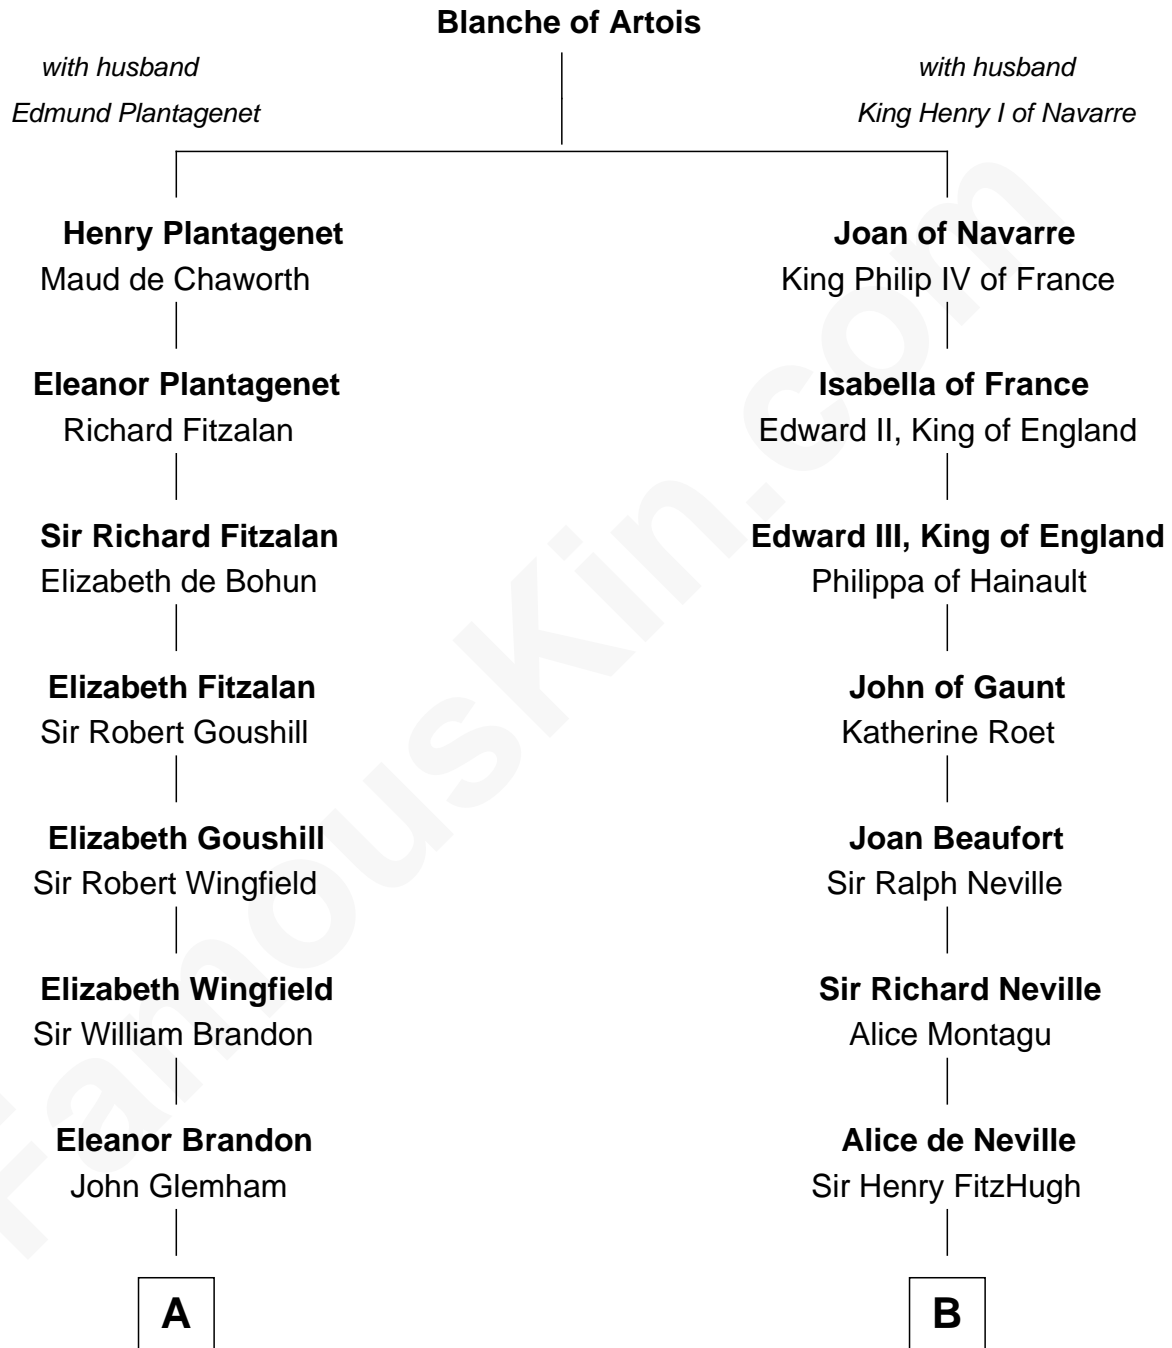 Blanche of Artois
with husband
Edmund Plantagenet
with husband
King Henry I of Navarre
Henry Plantagenet
Maud de Chaworth
Joan of Navarre
King Philip IV of France
Eleanor Plantagenet
Richard Fitzalan
Isabella of France
Edward II, King of England
Sir Richard Fitzalan
Elizabeth de Bohun
Edward III, King of England
Philippa of Hainault
Elizabeth Fitzalan
Sir Robert Goushill
John of Gaunt
Katherine Roet
Elizabeth Goushill
Sir Robert Wingfield
Joan Beaufort
Sir Ralph Neville
Elizabeth Wingfield
Sir William Brandon
Sir Richard Neville
Alice Montagu
Eleanor Brandon
John Glemham
Alice de Neville
Sir Henry FitzHugh
A
B
FamousKin.com